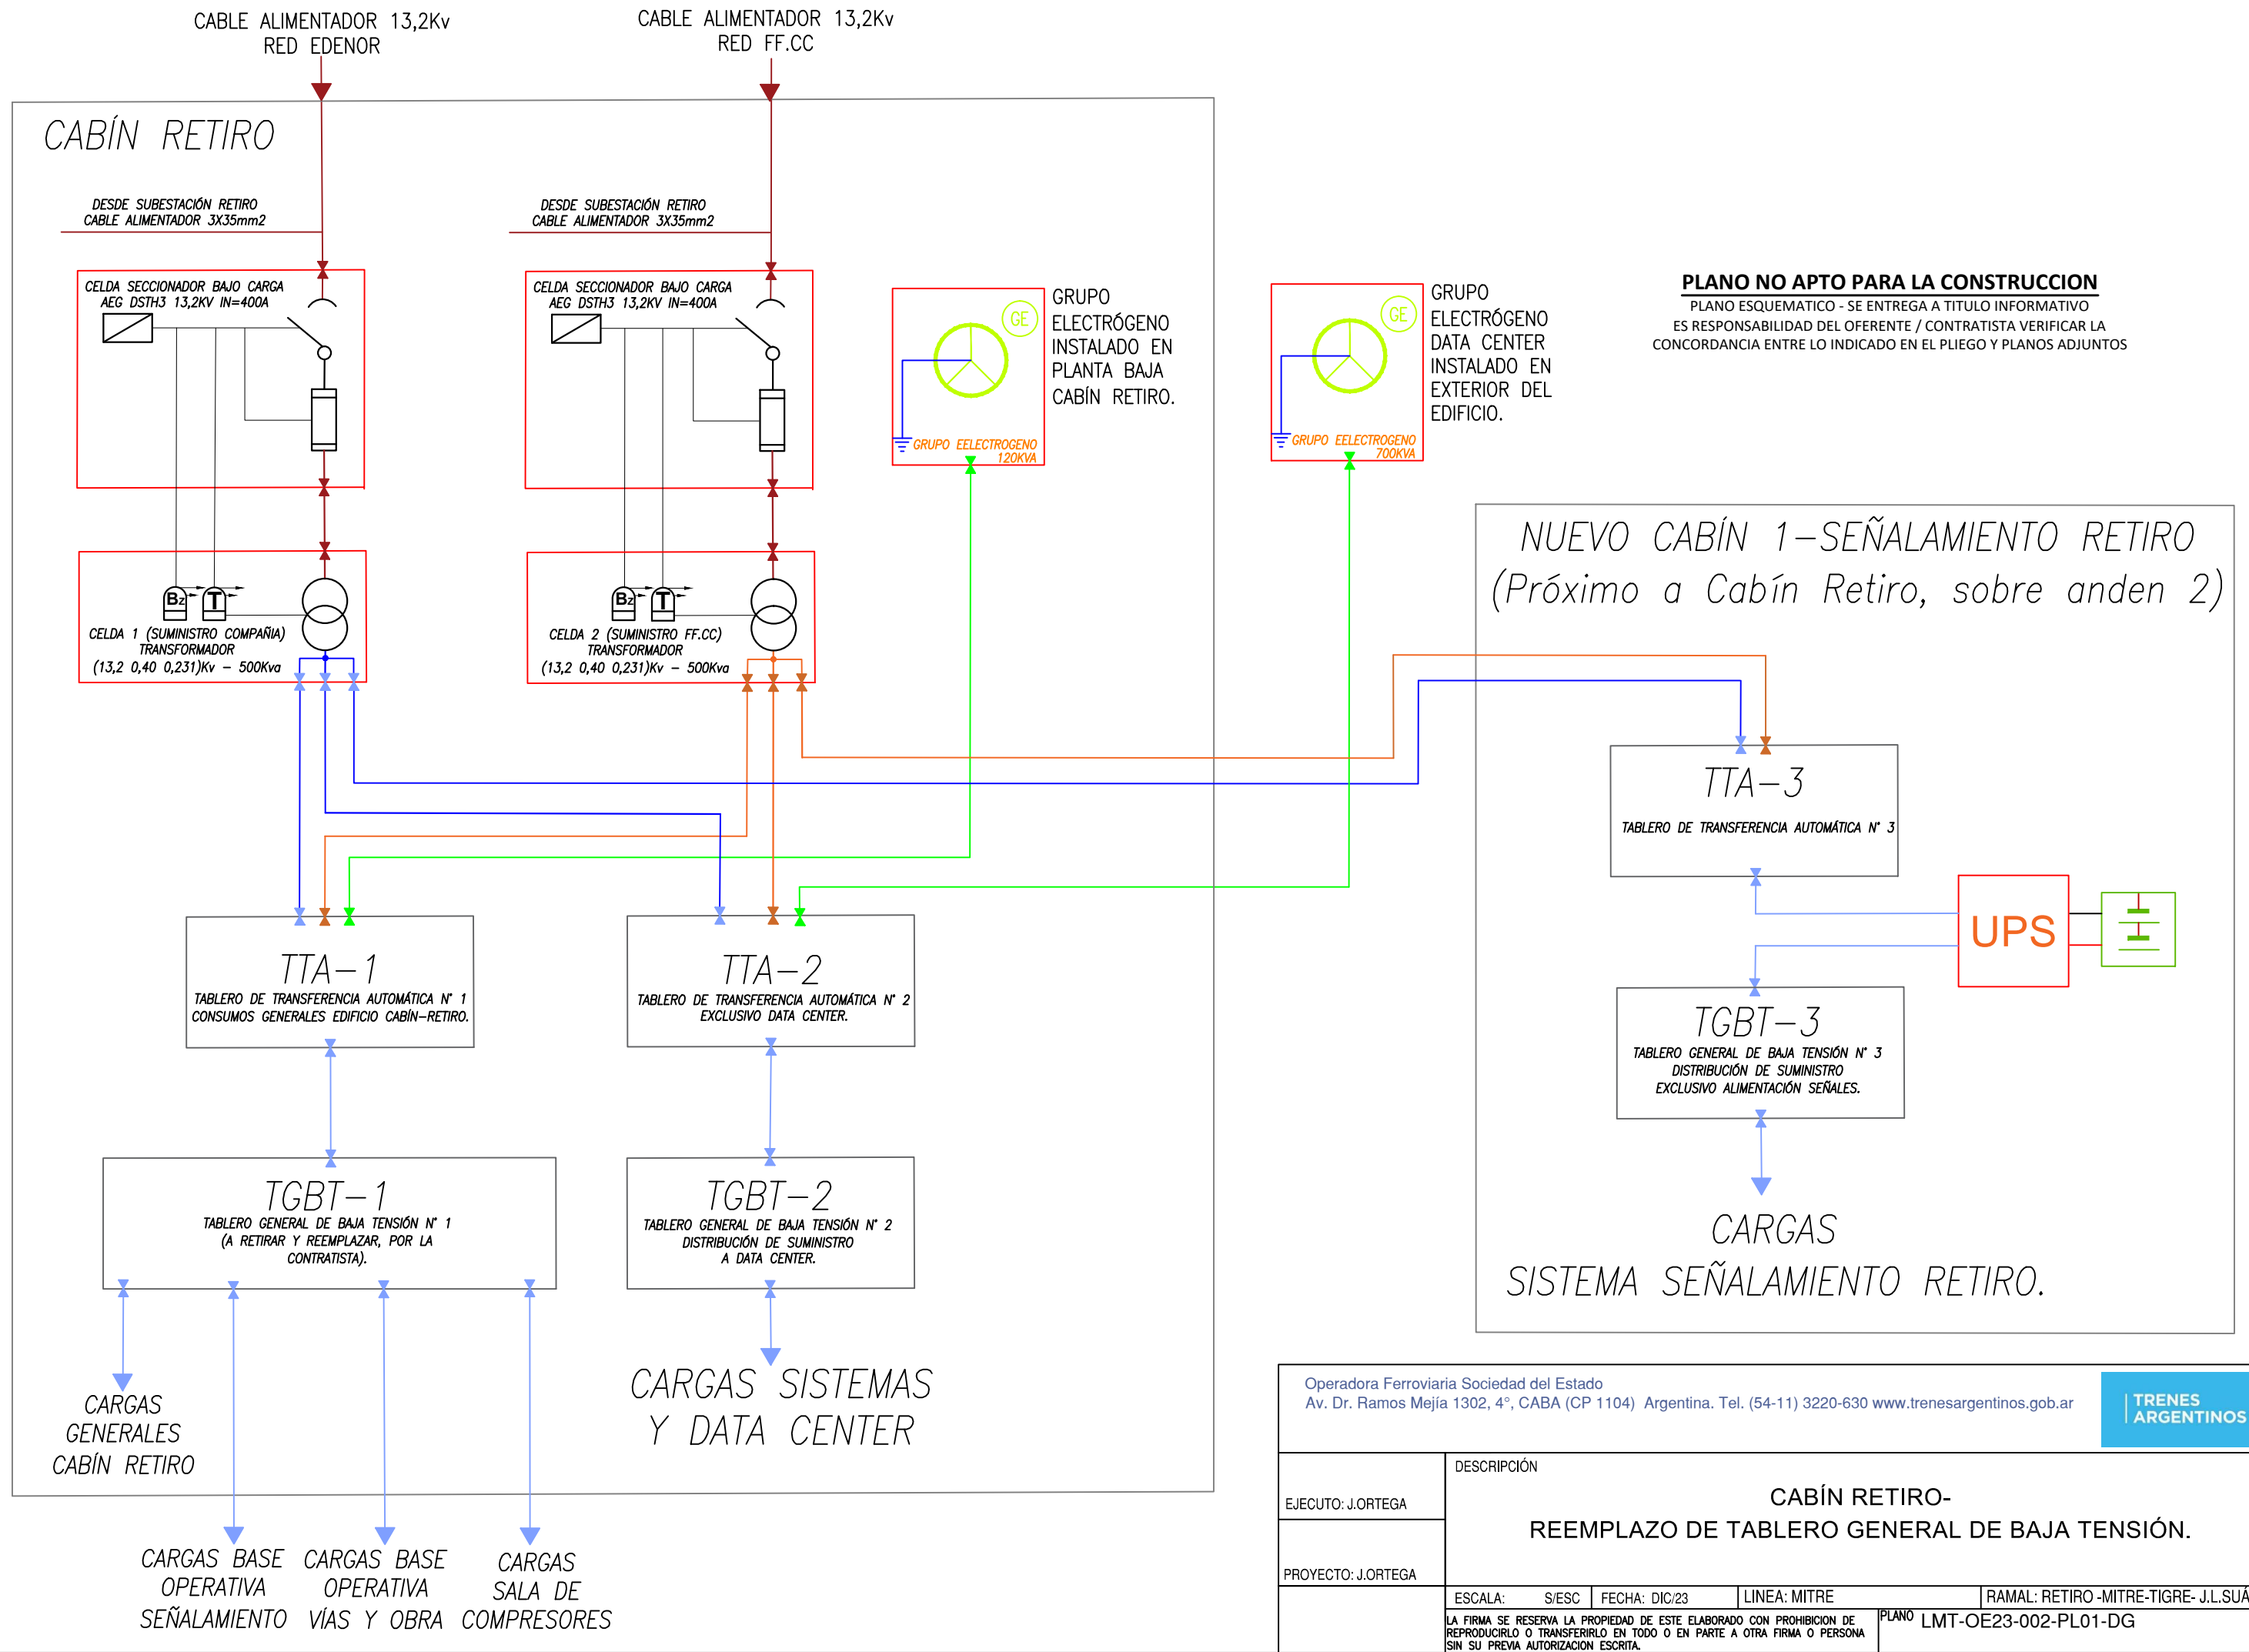 CABLE ALIMENTADOR 13,2Kv
RED EDENOR
CABLE ALIMENTADOR 13,2Kv
RED FF.CC
CABÍN RETIRO
DESDE SUBESTACIÓN RETIRO
CABLE ALIMENTADOR 3X35mm2
DESDE SUBESTACIÓN RETIRO
CABLE ALIMENTADOR 3X35mm2
CELDA SECCIONADOR BAJO CARGA
AEG DSTH3 13,2KV IN=400A
CELDA SECCIONADOR BAJO CARGA
AEG DSTH3 13,2KV IN=400A
GE
GRUPO EELECTROGENO
120KVA
GRUPO
ELECTRÓGENO
INSTALADO EN
PLANTA BAJA
CABÍN RETIRO.
GE
GRUPO EELECTROGENO
700KVA
GRUPO
ELECTRÓGENO
DATA CENTER
INSTALADO EN
EXTERIOR DEL
EDIFICIO.
PLANO NO APTO PARA LA CONSTRUCCION
PLANO ESQUEMATICO - SE ENTREGA A TITULO INFORMATIVO
ES RESPONSABILIDAD DEL OFERENTE / CONTRATISTA VERIFICAR LA
CONCORDANCIA ENTRE LO INDICADO EN EL PLIEGO Y PLANOS ADJUNTOS
Bz T
CELDA 1 (SUMINISTRO COMPAÑIA)
TRANSFORMADOR
(13,2 0,40 0,231)Kv - 500Kva
Bz T
CELDA 2 (SUMINISTRO FF.CC)
TRANSFORMADOR
(13,2 0,40 0,231)Kv - 500Kva
NUEVO CABÍN 1-SEÑALAMIENTO RETIRO
(Próximo a Cabín Retiro, sobre anden 2)
TTA-3
TABLERO DE TRANSFERENCIA AUTOMÁTICA N° 3
UPS
TGBT-3
TABLERO GENERAL DE BAJA TENSIÓN N° 3
DISTRIBUCIÓN DE SUMINISTRO
EXCLUSIVO ALIMENTACIÓN SEÑALES.
CARGAS
SISTEMA SEÑALAMIENTO RETIRO.
TTA-1
TABLERO DE TRANSFERENCIA AUTOMÁTICA N° 1
CONSUMOS GENERALES EDIFICIO CABÍN-RETIRO.
TTA-2
TABLERO DE TRANSFERENCIA AUTOMÁTICA N° 2
EXCLUSIVO DATA CENTER.
TGBT-1
TABLERO GENERAL DE BAJA TENSIÓN N° 1
(A RETIRAR Y REEMPLAZAR, POR LA
CONTRATISTA).
TGBT-2
TABLERO GENERAL DE BAJA TENSIÓN N° 2
DISTRIBUCIÓN DE SUMINISTRO
A DATA CENTER.
CARGAS
GENERALES
CABÍN RETIRO
CARGAS SISTEMAS
Y DATA CENTER
CARGAS BASE
OPERATIVA
SEÑALAMIENTO
CARGAS BASE
OPERATIVA
VÍAS Y OBRA
CARGAS
SALA DE
COMPRESORES
Operadora Ferroviaria Sociedad del Estado
Av. Dr. Ramos Mejía 1302, 4°, CABA (CP 1104) Argentina. Tel. (54-11) 3220-630 www.trenesargentinos.gob.ar
TRENES
ARGENTINOS
EJECUTO: J.ORTEGA
PROYECTO: J.ORTEGA
DESCRIPCIÓN
CABÍN RETIRO-
REEMPLAZO DE TABLERO GENERAL DE BAJA TENSIÓN.
ESCALA: S/ESC
FECHA: DIC/23
LINEA: MITRE
RAMAL: RETIRO -MITRE-TIGRE- J.L.SUÁ
LA FIRMA SE RESERVA LA PROPIEDAD DE ESTE ELABORADO CON PROHIBICION DE
REPRODUCIRLO O TRANSFERIRLO EN TODO O EN PARTE A OTRA FIRMA O PERSONA
SIN SU PREVIA AUTORIZACION ESCRITA.
PLANO LMT-OE23-002-PL01-DG